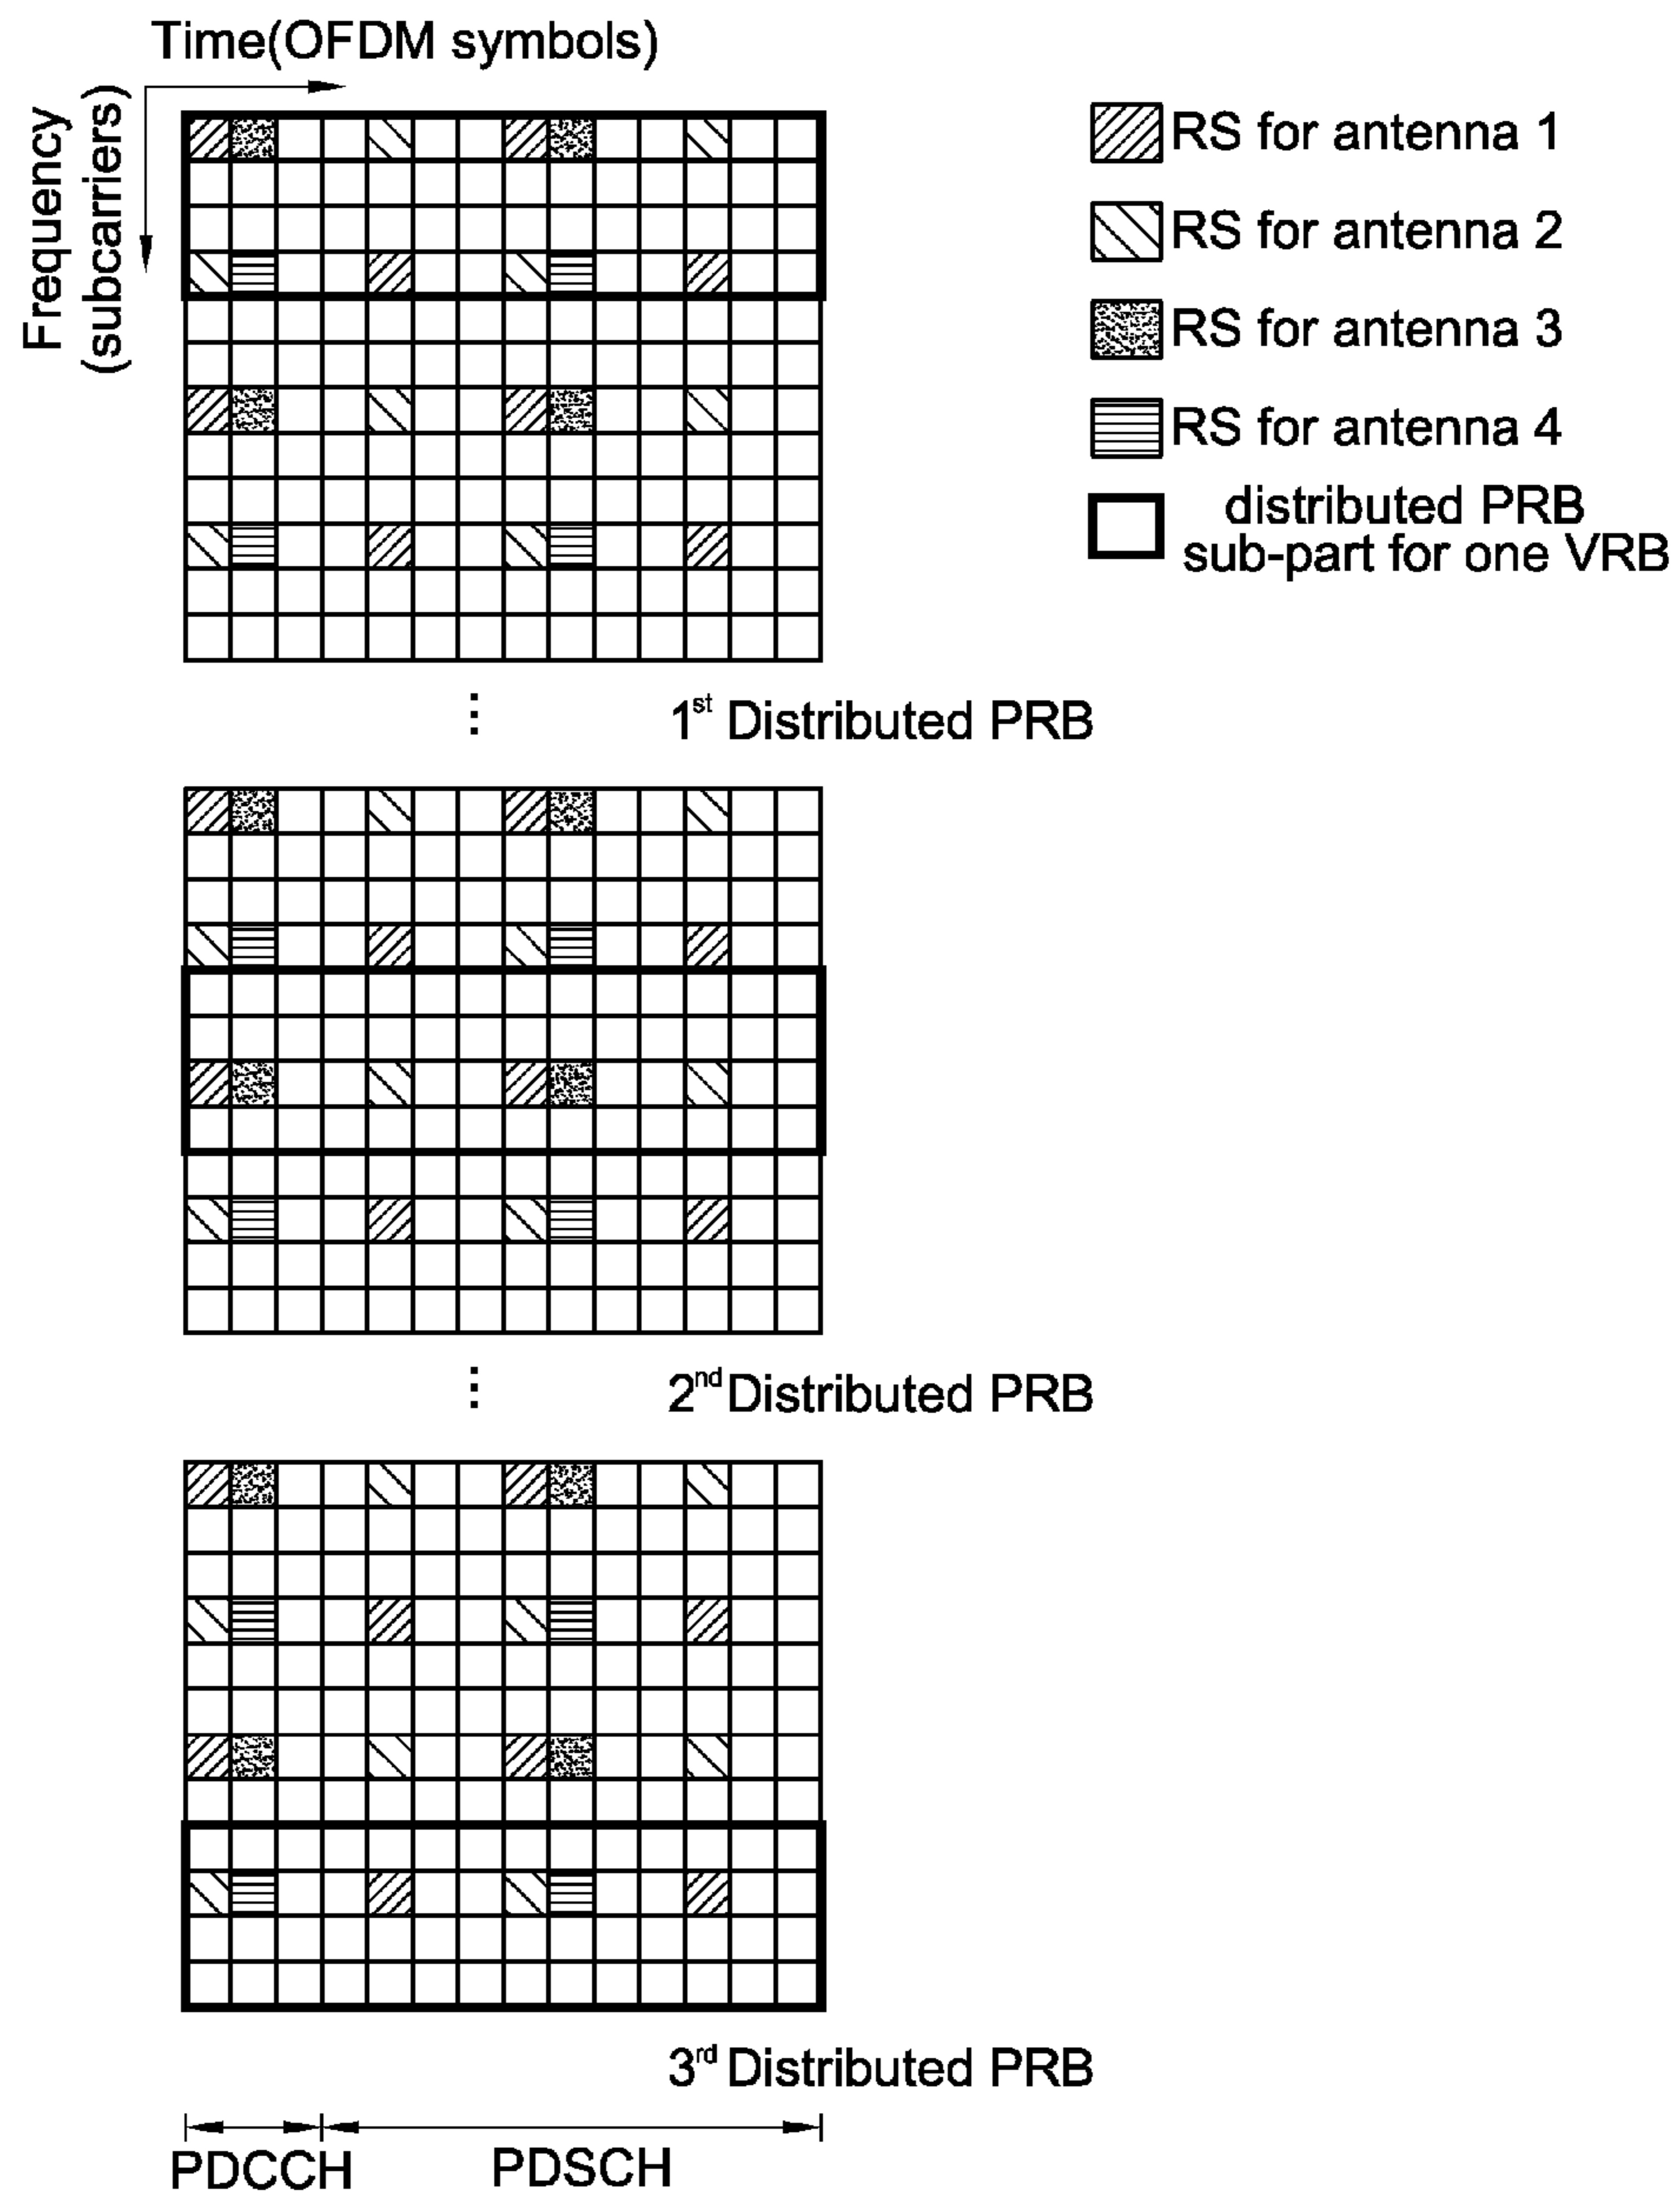 Time(OFDM symbols)
Frequency
(subcarriers)
RS for antenna 1
RS for antenna 2
RS for antenna 3
RS for antenna 4
distributed PRB
sub-part for one VRB
1st Distributed PRB
2nd Distributed PRB
3rd Distributed PRB
PDCCH
PDSCH